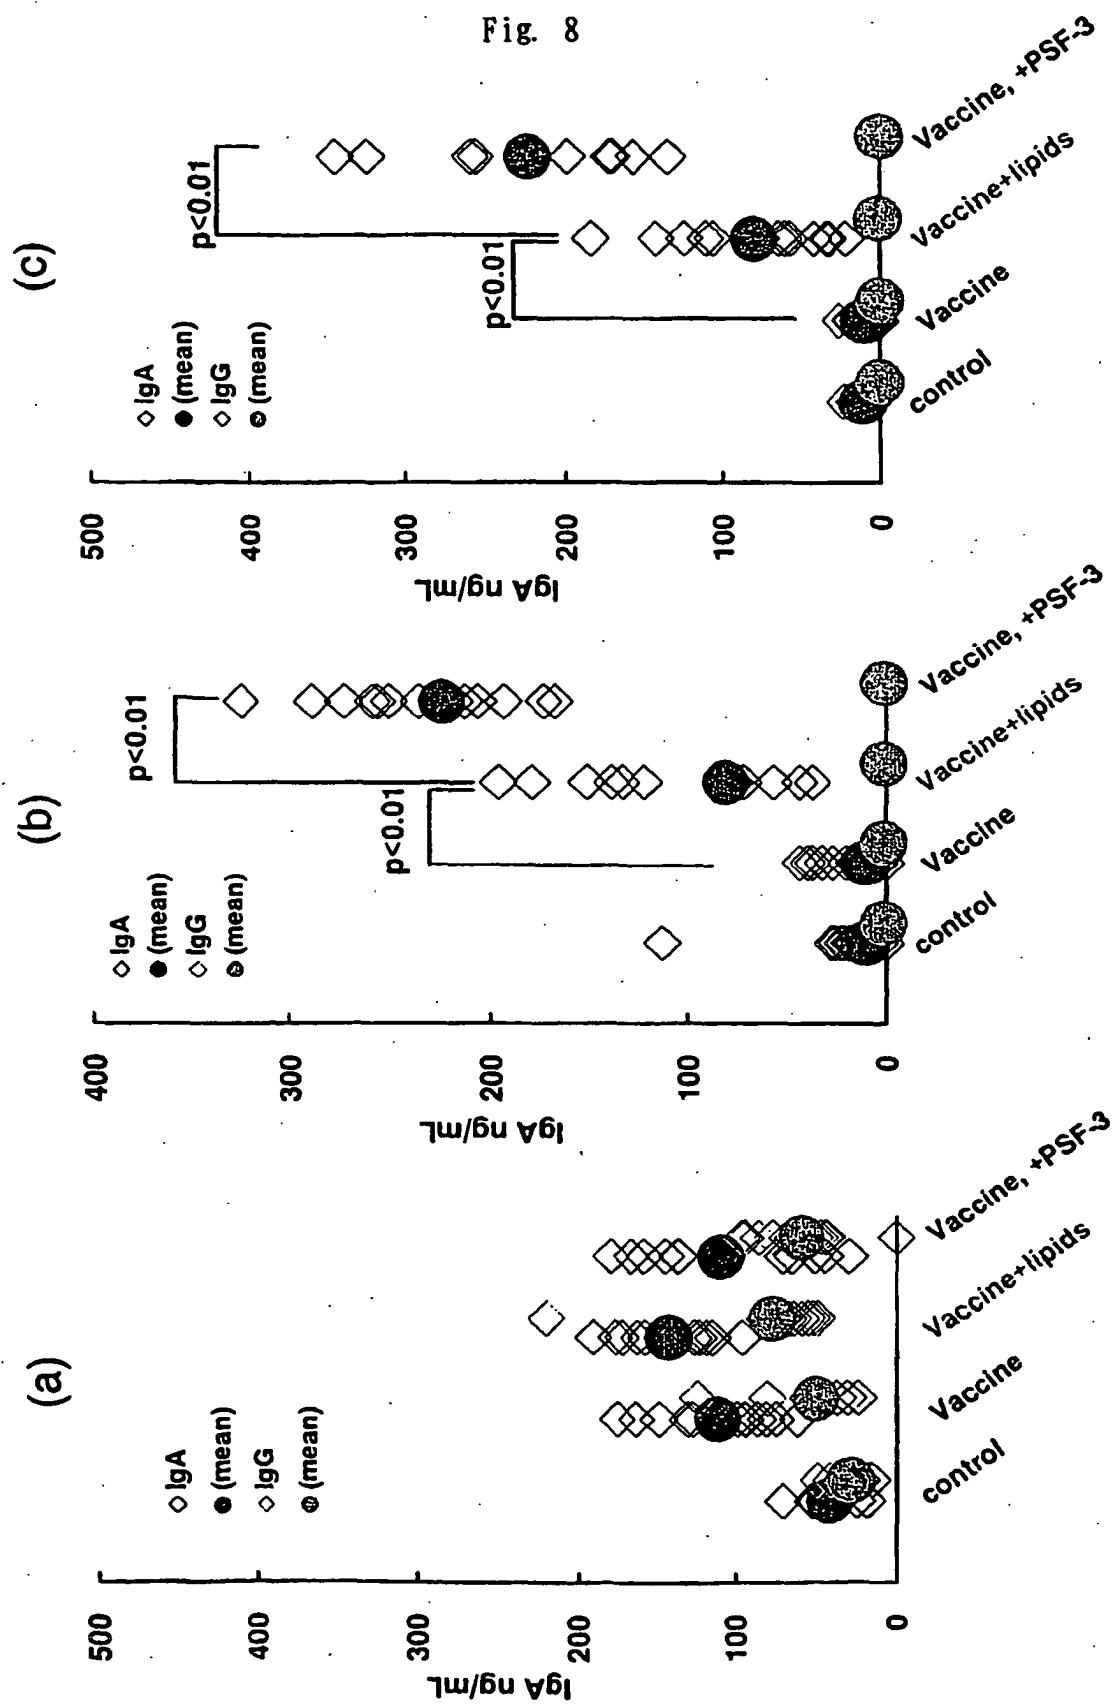 Fig. 8
(a)
◇ IgA
● (mean)
◇ IgG
● (mean)
IgA ng/mL
500
400
300
200
100
0
control
Vaccine
Vaccine+lipids
Vaccine, +PSF-3
(b)
◇ IgA
● (mean)
◇ IgG
● (mean)
p<0.01
p<0.01
IgA ng/mL
400
300
200
100
0
control
Vaccine
Vaccine+lipids
Vaccine, +PSF-3
(c)
◇ IgA
● (mean)
◇ IgG
● (mean)
p<0.01
p<0.01
IgA ng/mL
500
400
300
200
100
0
control
Vaccine
Vaccine+lipids
Vaccine, +PSF-3